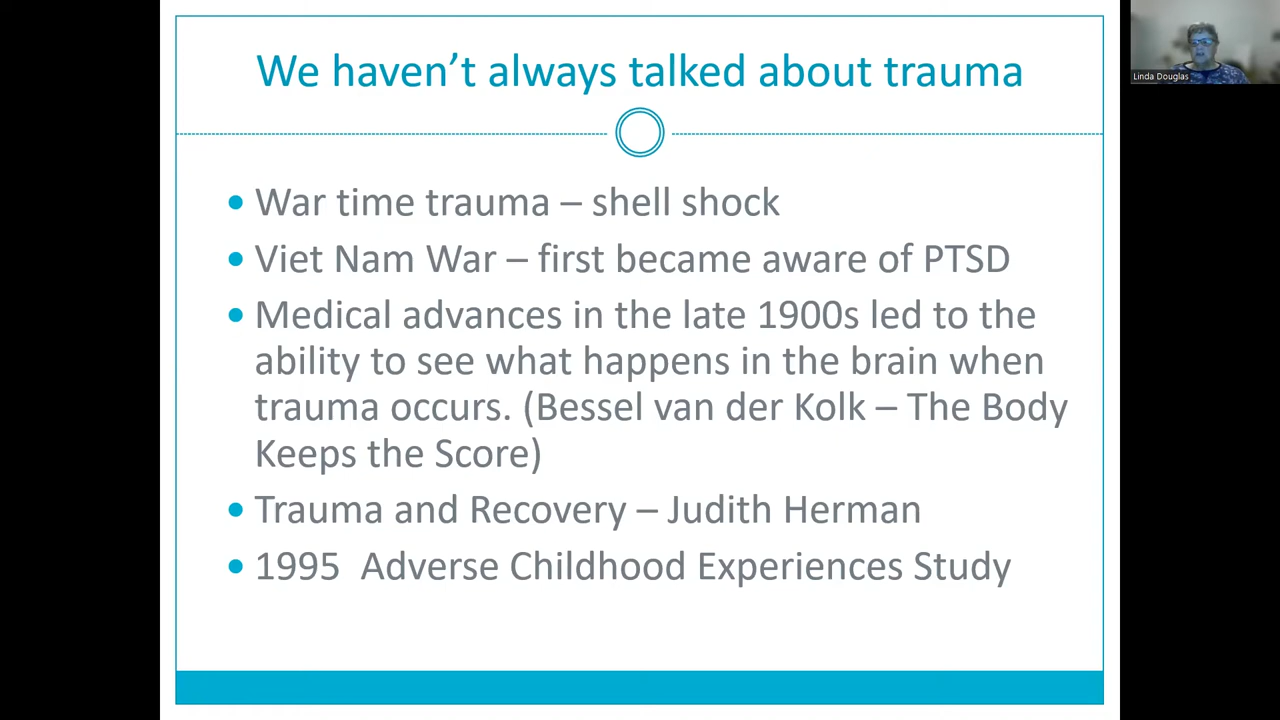 We haven’t always talked about trauma
• War time trauma – shell shock
• Viet Nam War – first became aware of PTSD
• Medical advances in the late 1900s led to the
ability to see what happens in the brain when
trauma occurs. (Bessel van der Kolk – The Body
Keeps the Score)
• Trauma and Recovery – Judith Herman
• 1995  Adverse Childhood Experiences Study
Linda Douglas